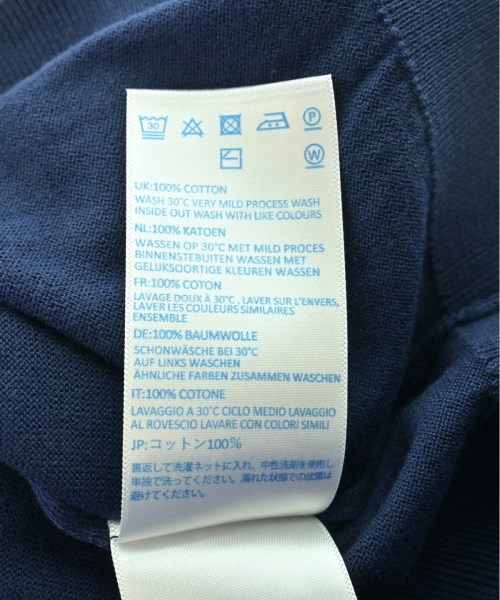 30
P
W
UK:100% COTTON
WASH 30°C VERY MILD PROCESS WASH
INSIDE OUT WASH WITH LIKE COLOURS
NL:100% KATOEN
WASSEN OP 30°C MET MILD PROCES
BINNENSTEBUITEN WASSEN MET
GELIJKSOORTIGE KLEUREN WASSEN
FR:100% COTON
LAVAGE DOUX À 30°C , LAVER SUR L'ENVERS,
LAVER LES COULEURS SIMILAIRES
ENSEMBLE
DE:100% BAUMWOLLE
SCHONWÄSCHE BEI 30°C
AUF LINKS WASCHEN
ÄHNLICHE FARBEN ZUSAMMEN WASCHEN
IT:100% COTONE
LAVAGGIO A 30°C CICLO MEDIO LAVAGGIO
AL ROVESCIO LAVARE CON COLORI SIMILI
JP:コットン100%
裏返して洗濯ネットに入れ、中性洗剤を使用し
単独で洗ってください。濡れた状態での放置は
避けてください。